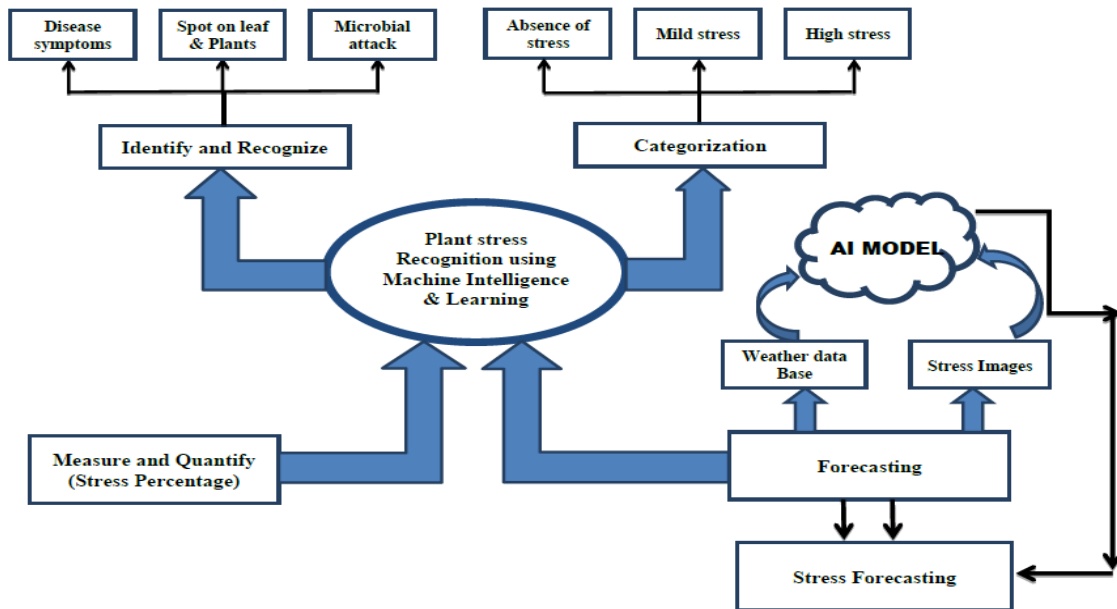 Disease
symptoms
Spot on leaf
& Plants
Microbial
attack
Absence of
stress
Mild stress
High stress
Identify and Recognize
Categorization
Plant stress
Recognition using
Machine Intelligence
& Learning
AI MODEL
Weather data
Base
Stress Images
Measure and Quantify
(Stress Percentage)
Forecasting
Stress Forecasting